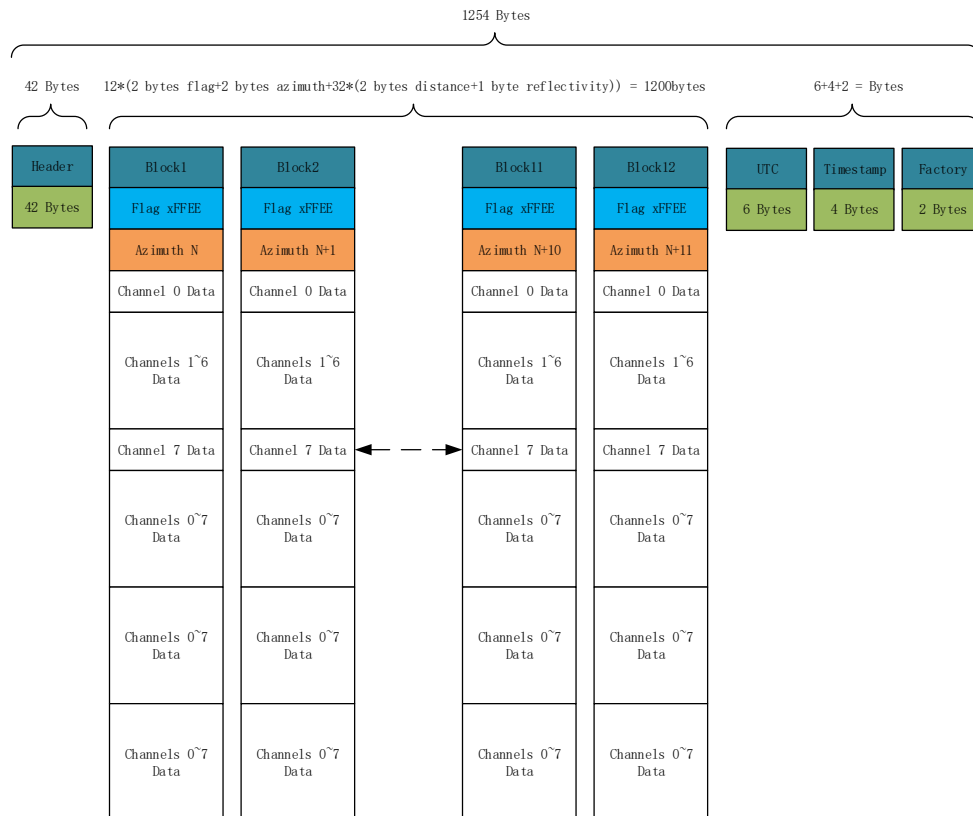 1254 Bytes
42 Bytes
12*(2 bytes flag+2 bytes azimuth+32*(2 bytes distance+1 byte reflectivity)) = 1200bytes
6+4+2 = Bytes
Header
42 Bytes
Block1
Flag xFFEE
Azimuth N
Channel 0 Data
Channels 1~6
Data
Channel 7 Data
Channels 0~7
Data
Channels 0~7
Data
Channels 0~7
Data
Block2
Flag xFFEE
Azimuth N+1
Channel 0 Data
Channels 1~6
Data
Channel 7 Data
Channels 0~7
Data
Channels 0~7
Data
Channels 0~7
Data
Block11
Flag xFFEE
Azimuth N+10
Channel 0 Data
Channels 1~6
Data
Channel 7 Data
Channels 0~7
Data
Channels 0~7
Data
Channels 0~7
Data
Block12
Flag xFFEE
Azimuth N+11
Channel 0 Data
Channels 1~6
Data
Channel 7 Data
Channels 0~7
Data
Channels 0~7
Data
Channels 0~7
Data
UTC
6 Bytes
Timestamp
4 Bytes
Factory
2 Bytes